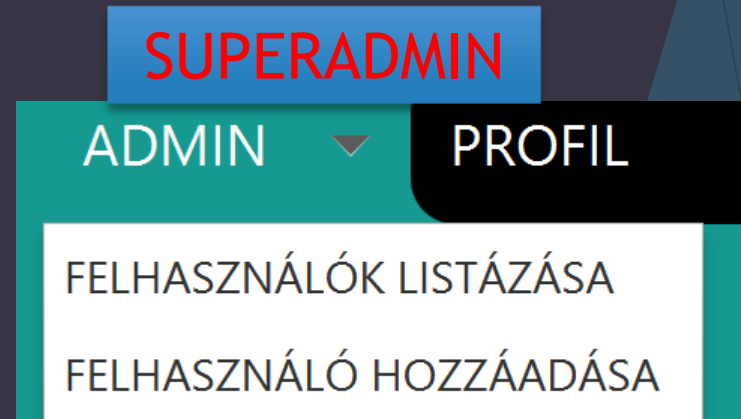 SUPERADMIN
ADMIN PROFIL
FELHASZNÁLÓK LISTÁZÁSA
FELHASZNÁLÓ HOZZÁADÁSA